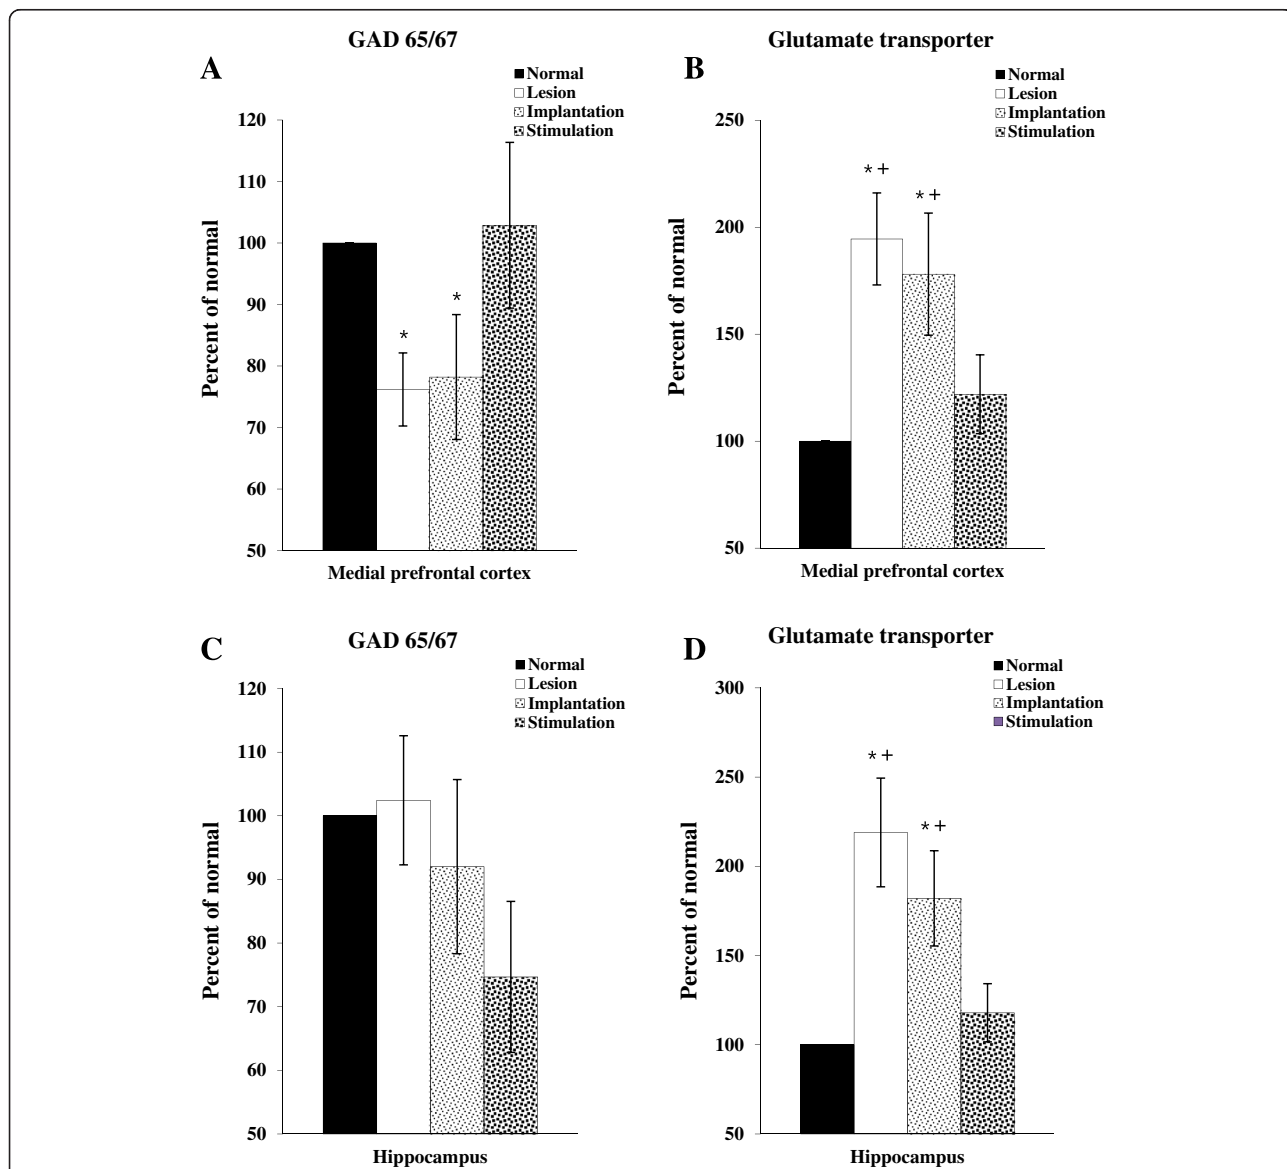 GAD 65/67
A
Normal
Lesion
Implantation
Stimulation
120
110
100
90
80
70
60
50
Percent of normal
*
*
Medial prefrontal cortex
Glutamate transporter
B
Normal
Lesion
Implantation
Stimulation
250
200
150
100
50
Percent of normal
* +
* +
Medial prefrontal cortex
GAD 65/67
C
Normal
Lesion
Implantation
Stimulation
120
110
100
90
80
70
60
50
Percent of normal
Hippocampus
Glutamate transporter
D
Normal
Lesion
Implantation
Stimulation
300
250
200
150
100
50
Percent of normal
* +
* +
Hippocampus